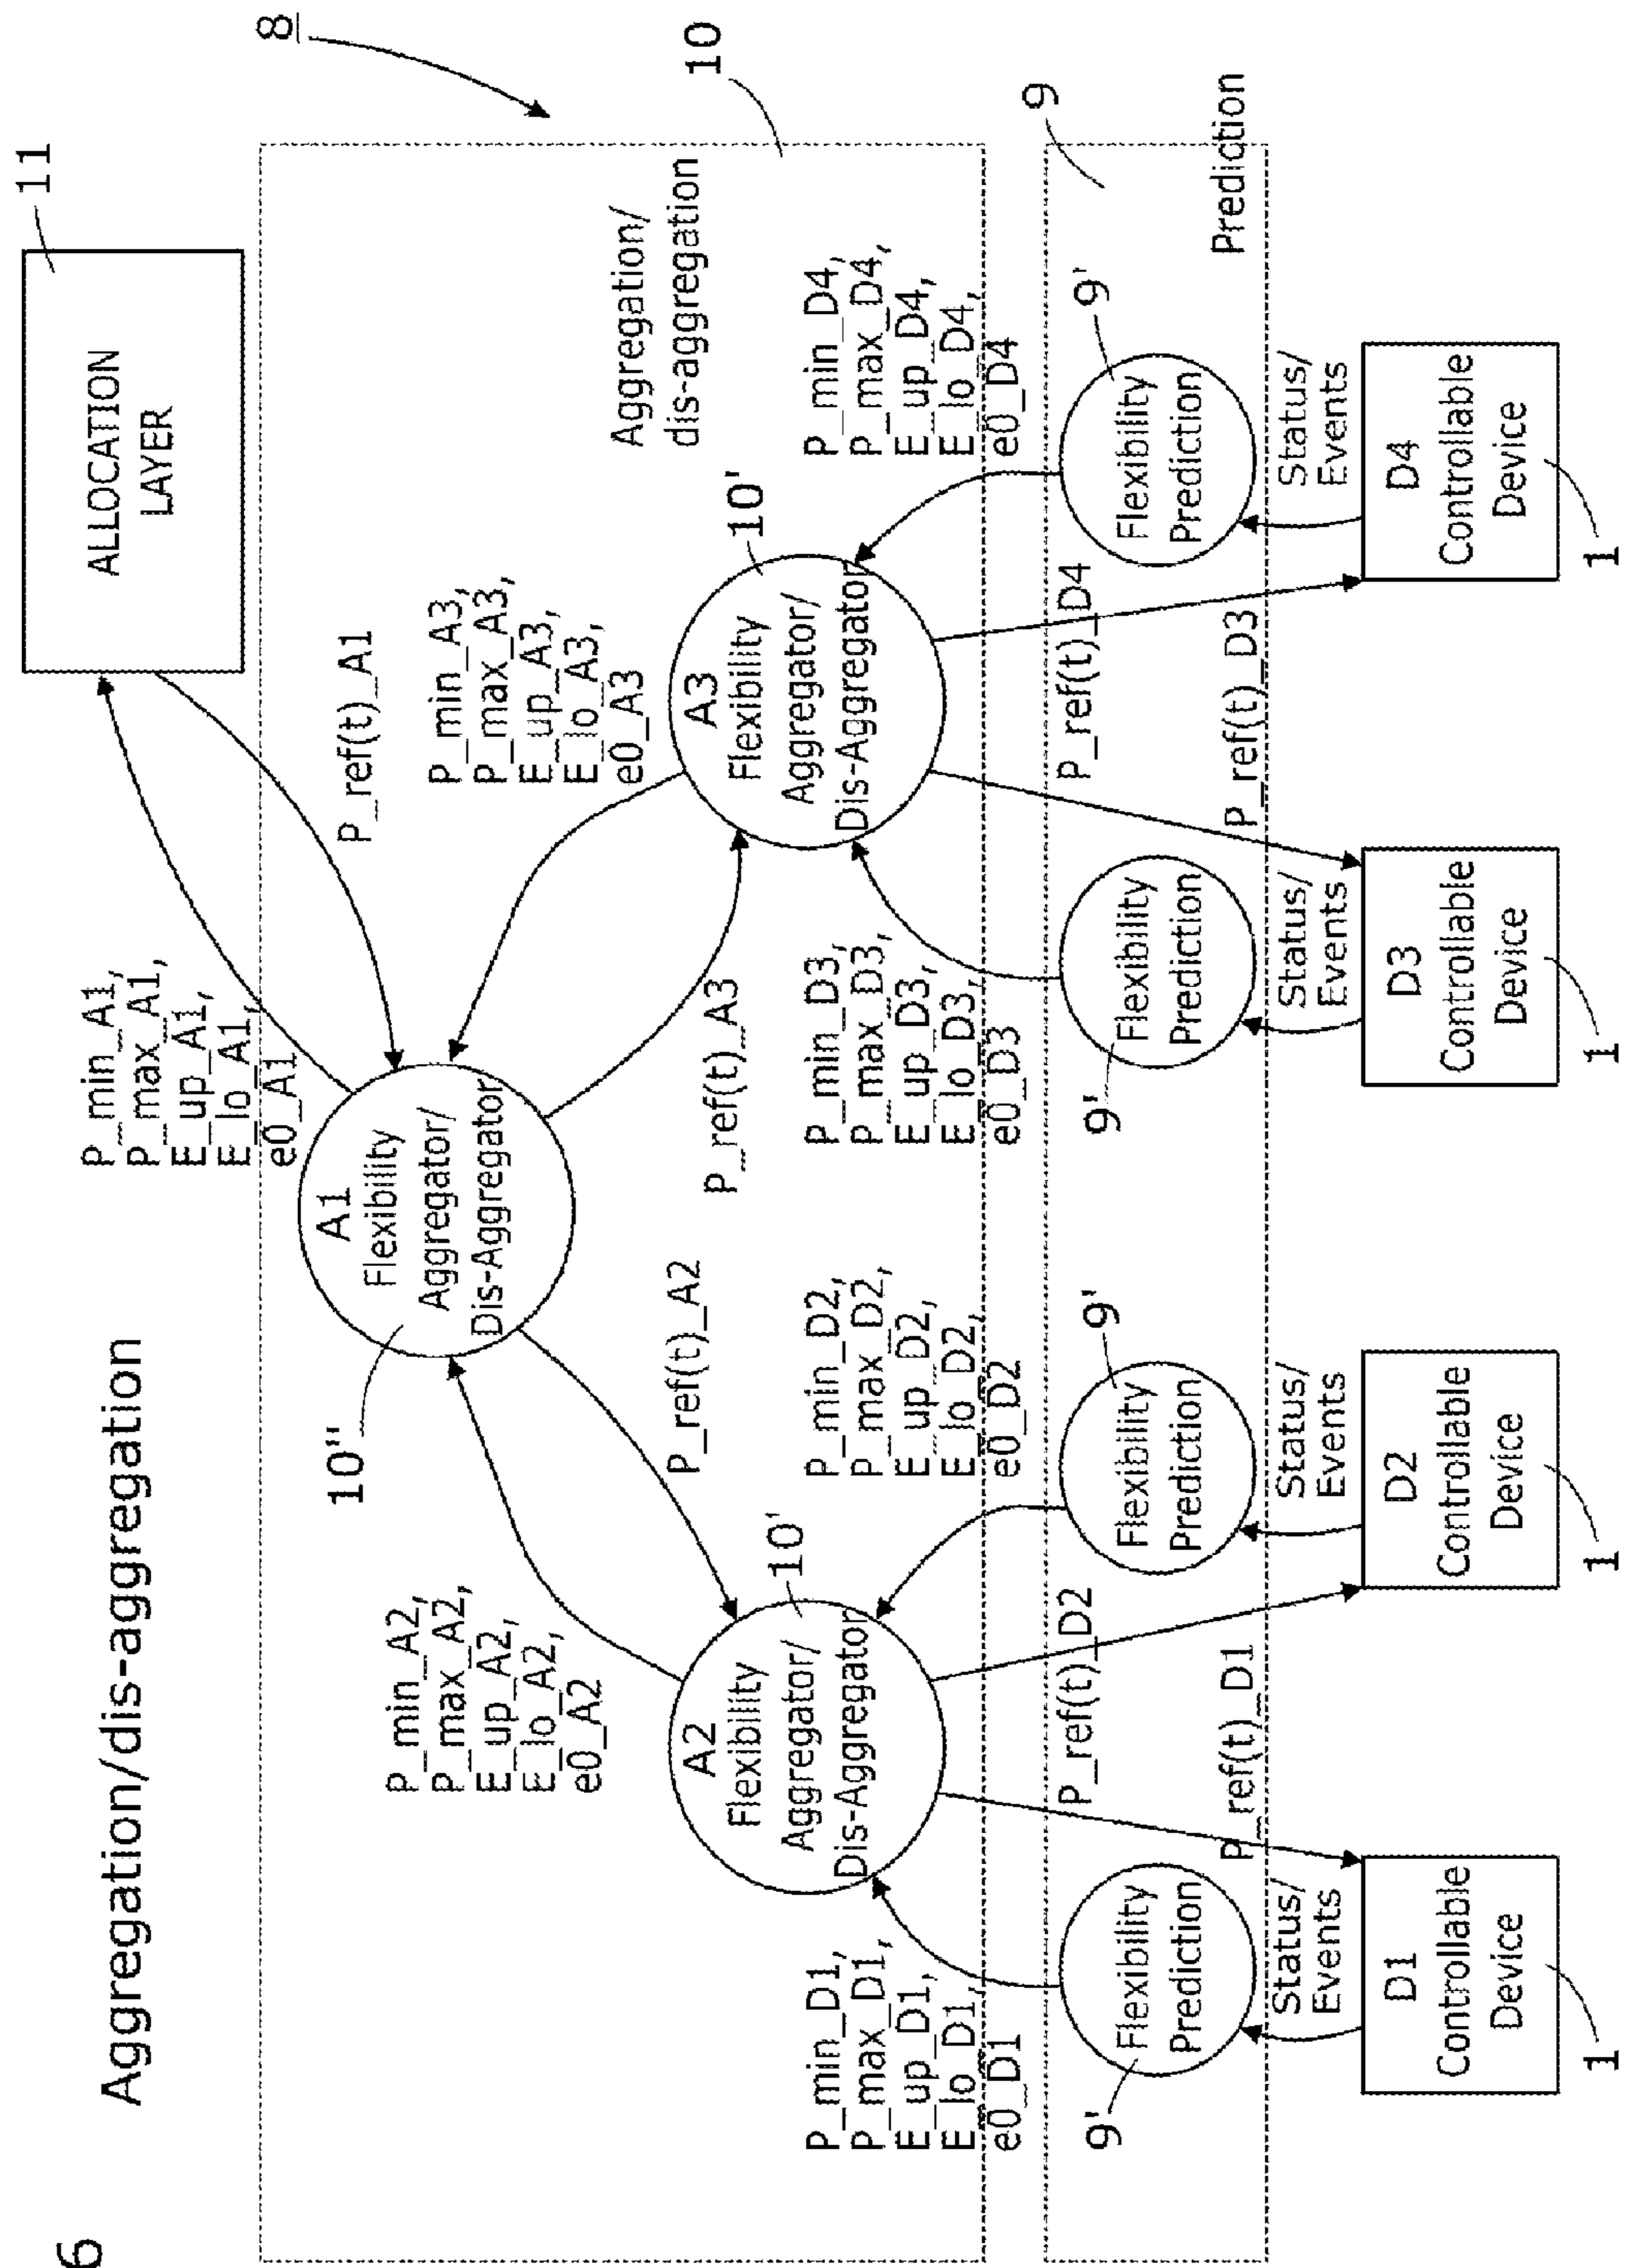 6
Aggregation/dis-aggregation
8
11
ALLOCATION
LAYER
10
P_min_A1,
P_max_A1,
E_up_A1,
E_lo_A1,
e0_A1
P_ref(t)_A1
A1
Flexibility
Aggregator/
Dis-Aggregator
10"
Aggregation/
dis-aggregation
P_min_A2,
P_max_A2,
E_up_A2,
E_lo_A2,
e0_A2
P_ref(t)_A2
P_min_A3,
P_max_A3,
E_up_A3,
E_lo_A3,
e0_A3
P_ref(t)_A3
A2
Flexibility
Aggregator/
Dis-Aggregator
10'
A3
Flexibility
Aggregator/
Dis-Aggregator
10'
P_min_D1,
P_max_D1,
E_up_D1,
E_lo_D1,
e0_D1
P_min_D2,
P_max_D2,
E_up_D2,
E_lo_D2,
e0_D2
P_min_D3,
P_max_D3,
E_up_D3,
E_lo_D3,
e0_D3
P_min_D4,
P_max_D4,
E_up_D4,
E_lo_D4,
e0_D4
9
P_ref(t)_D2
P_ref(t)_D4
9'
Flexibility
Prediction
9'
Flexibility
Prediction
9'
Flexibility
Prediction
9'
Flexibility
Prediction
Prediction
P_ref(t)_D1
P_ref(t)_D3
Status/
Events
Status/
Events
Status/
Events
Status/
Events
D1
Controllable
Device
D2
Controllable
Device
D3
Controllable
Device
D4
Controllable
Device
1
1
1
1